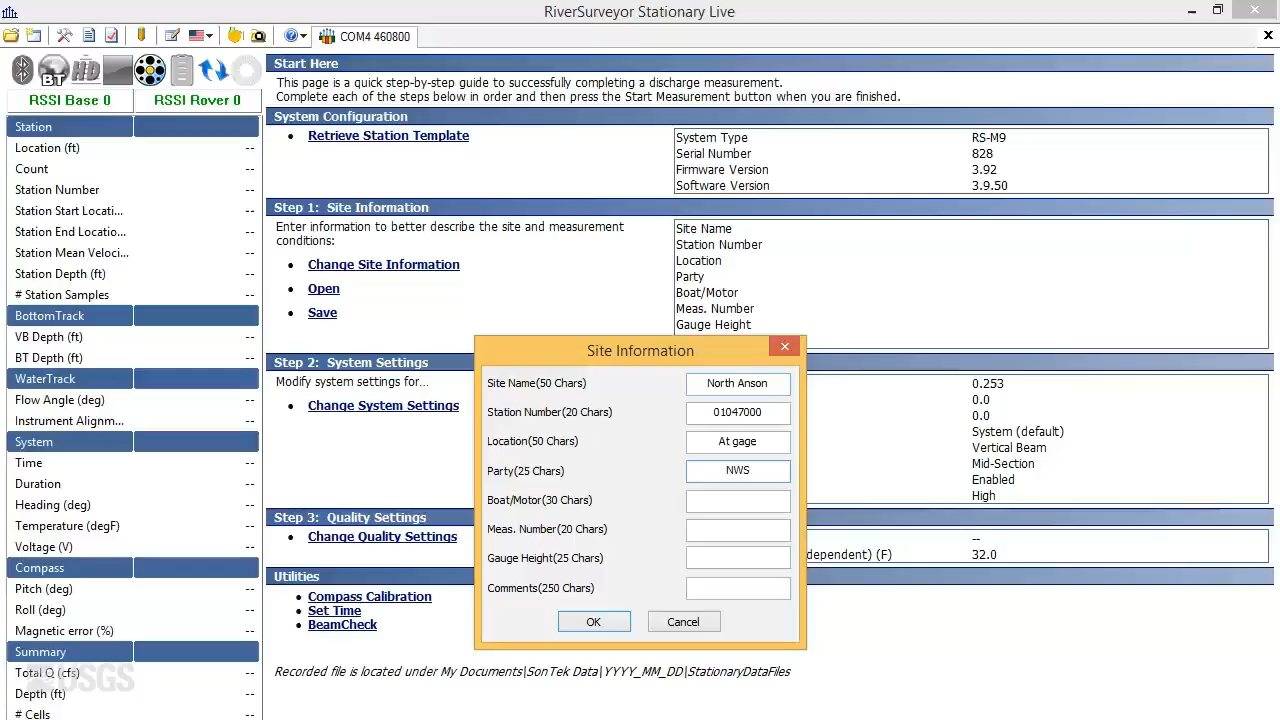 RiverSurveyor Stationary Live
COM4 460800
BT
HD
RSSI Base 0
RSSI Rover 0
Station
Location (ft) --
Count --
Station Number --
Station Start Locati... --
Station End Locatio... --
Station Mean Veloci... --
Station Depth (ft) --
# Station Samples --
BottomTrack
VB Depth (ft) --
BT Depth (ft) --
WaterTrack
Flow Angle (deg) --
Instrument Alignm... --
System
Time --
Duration --
Heading (deg) --
Temperature (degF) --
Voltage (V) --
Compass
Pitch (deg) --
Roll (deg) --
Magnetic error (%) --
Summary
Total Q (cfs) --
Depth (ft) --
# Cells --
USGS
Start Here
This page is a quick step-by-step guide to successfully completing a discharge measurement.
Complete each of the steps below in order and then press the Start Measurement button when you are finished.
System Configuration
Retrieve Station Template
System Type RS-M9
Serial Number 828
Firmware Version 3.92
Software Version 3.9.50
Step 1: Site Information
Enter information to better describe the site and measurement
conditions:
Change Site Information
Open
Save
Site Name
Station Number
Location
Party
Boat/Motor
Meas. Number
Gauge Height
Step 2: System Settings
Modify system settings for...
Change System Settings
0.253
0.0
0.0
System (default)
Vertical Beam
Mid-Section
Enabled
High
Step 3: Quality Settings
Change Quality Settings
--
dependent) (F) 32.0
Utilities
Compass Calibration
Set Time
BeamCheck
Recorded file is located under My Documents|SonTek Data|YYYY_MM_DD|StationaryDataFiles
Site Information
Site Name(50 Chars) North Anson
Station Number(20 Chars) 01047000
Location(50 Chars) At gage
Party(25 Chars) NWS
Boat/Motor(30 Chars)
Meas. Number(20 Chars)
Gauge Height(25 Chars)
Comments(250 Chars)
OK
Cancel